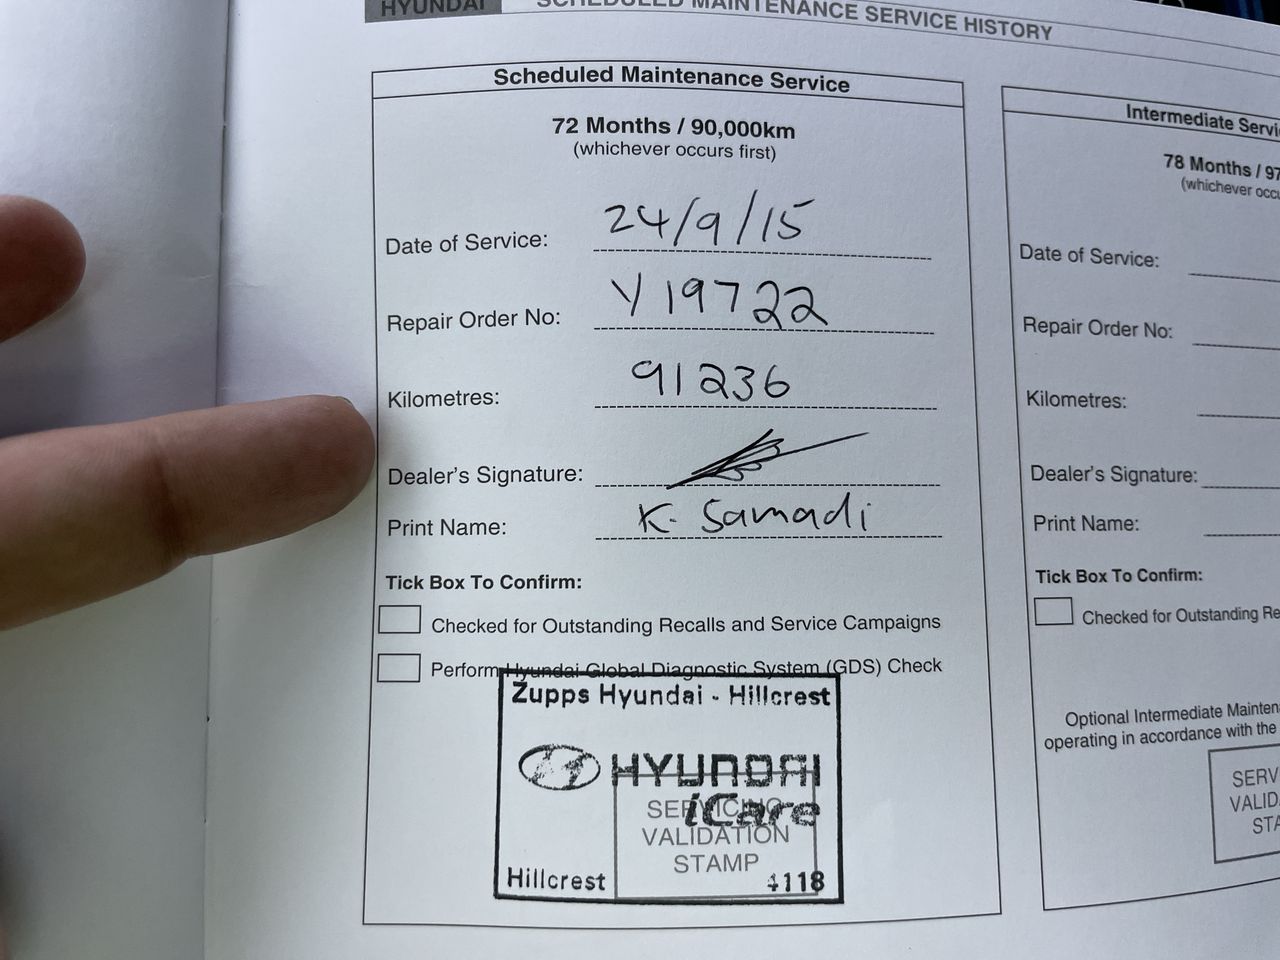 HYUNDAI
SCHEDULED MAINTENANCE SERVICE HISTORY
Scheduled Maintenance Service
72 Months / 90,000km
(whichever occurs first)
Date of Service: 24/9/15
Repair Order No: Y19722
Kilometres: 91236
Dealer's Signature:
Print Name: K. Samadi
Tick Box To Confirm:
Checked for Outstanding Recalls and Service Campaigns
Perform Hyundai Global Diagnostic System (GDS) Check
Zupps Hyundai - Hillcrest
HYUNDAI
iCare
SERVICING
VALIDATION
STAMP
Hillcrest 4118
Intermediate Servi
78 Months / 97
(whichever occu
Date of Service:
Repair Order No:
Kilometres:
Dealer's Signature:
Print Name:
Tick Box To Confirm:
Checked for Outstanding Re
Optional Intermediate Mainten
operating in accordance with the
SERV
VALID
STA